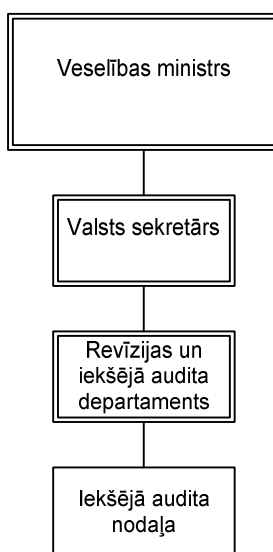 Veselības ministrs
Valsts sekretārs
Revīzijas un
iekšējā audita
departaments
Iekšējā audita
nodaļa